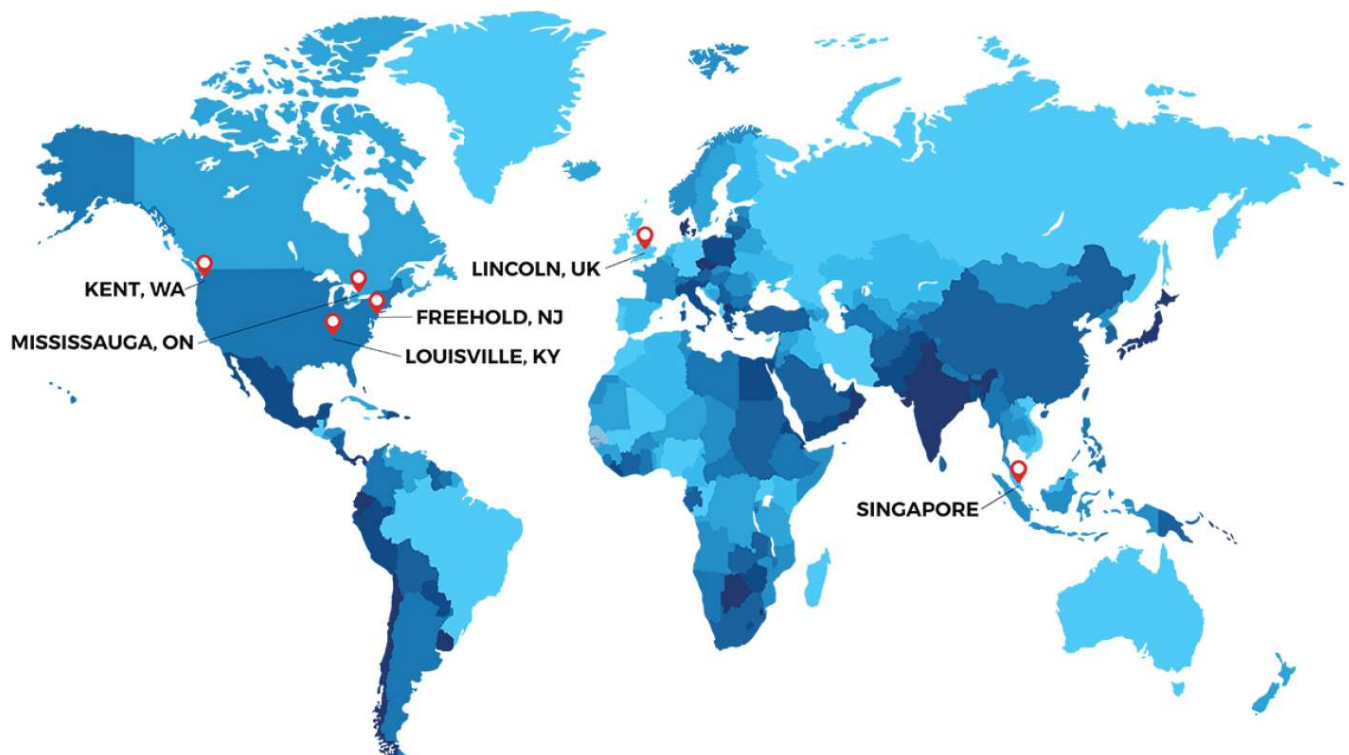 LINCOLN, UK
KENT, WA
FREEHOLD, NJ
MISSISSAUGA, ON
LOUISVILLE, KY
SINGAPORE